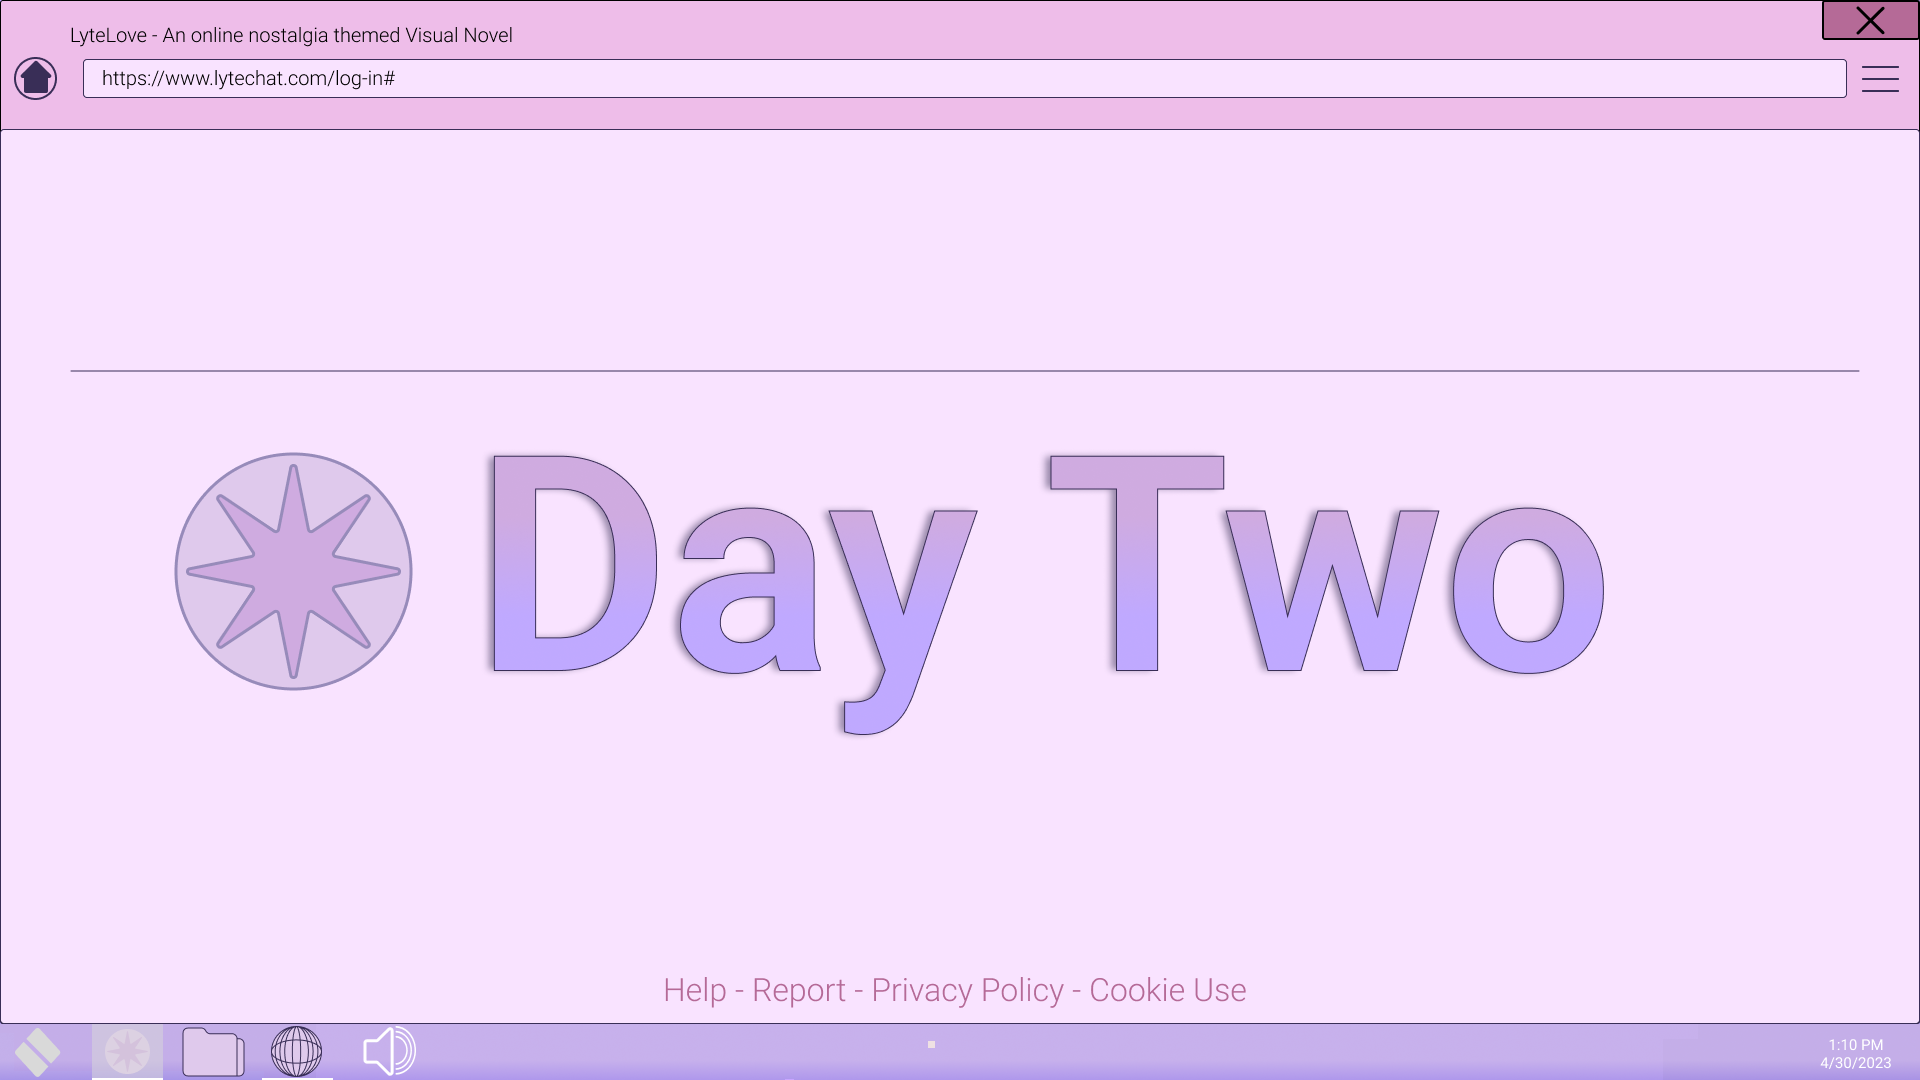 LyteLove - An online nostalgia themed Visual Novel
https://www.lytechat.com/log-in#
Day Two
Help - Report - Privacy Policy - Cookie Use
1:10 PM
4/30/2023